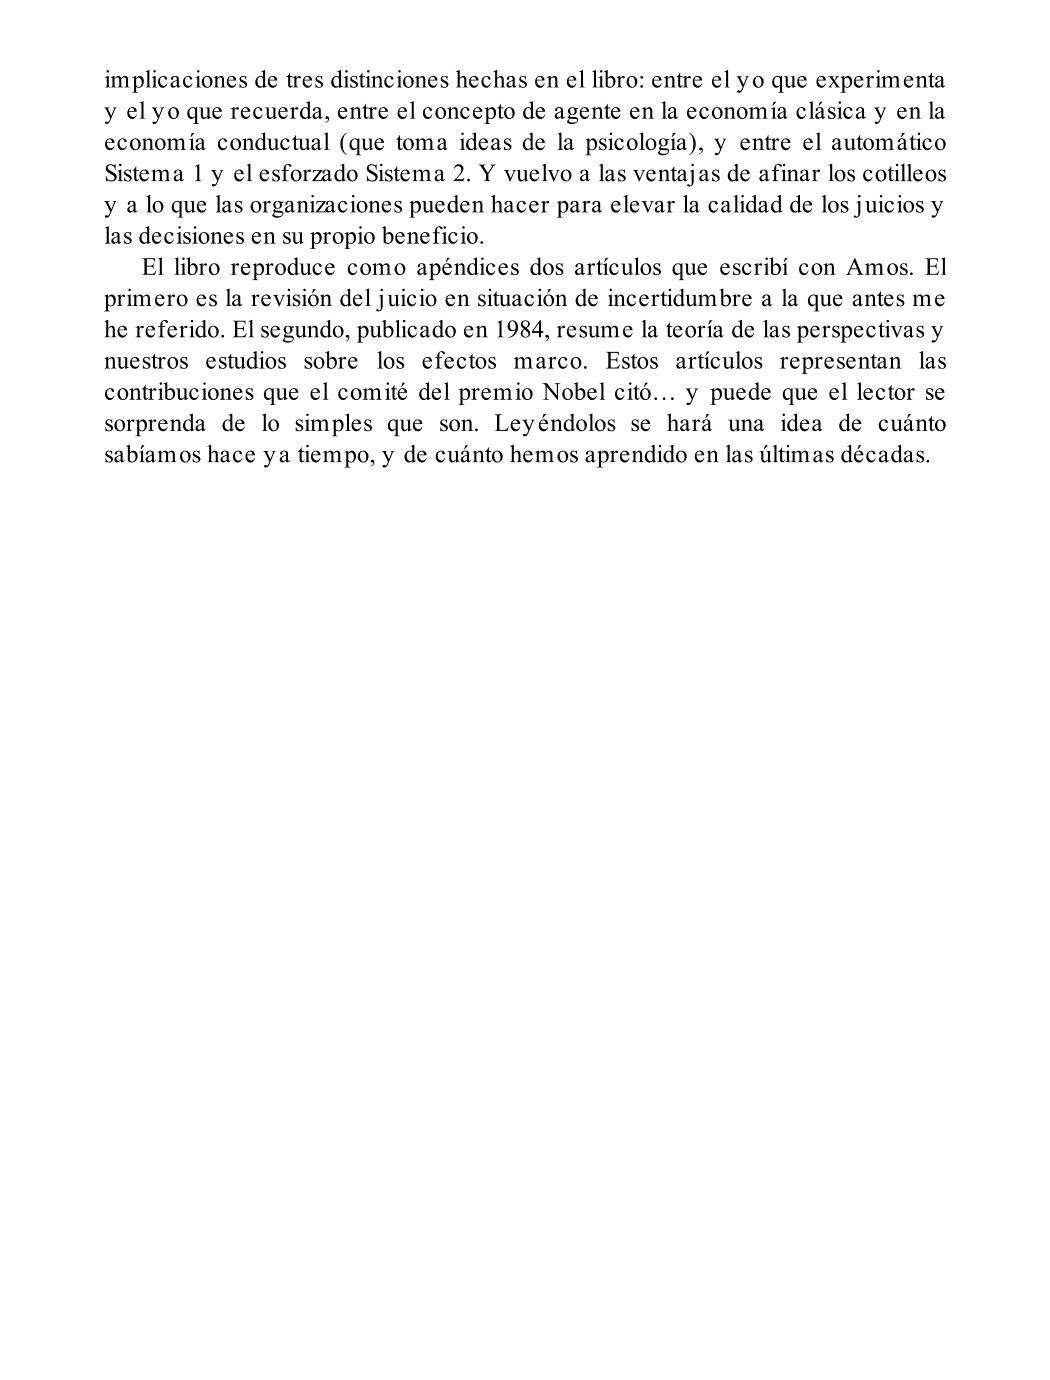 implicaciones de tres distinciones hechas en el libro: entre el yo que experimenta
y el yo que recuerda, entre el concepto de agente en la economía clásica y en la
economía conductual (que toma ideas de la psicología), y entre el automático
Sistema 1 y el esforzado Sistema 2. Y vuelvo a las ventajas de afinar los cotilleos
y a lo que las organizaciones pueden hacer para elevar la calidad de los juicios y
las decisiones en su propio beneficio.
El libro reproduce como apéndices dos artículos que escribí con Amos. El
primero es la revisión del juicio en situación de incertidumbre a la que antes me
he referido. El segundo, publicado en 1984, resume la teoría de las perspectivas y
nuestros estudios sobre los efectos marco. Estos artículos representan las
contribuciones que el comité del premio Nobel citó… y puede que el lector se
sorprenda de lo simples que son. Leyéndolos se hará una idea de cuánto
sabíamos hace ya tiempo, y de cuánto hemos aprendido en las últimas décadas.